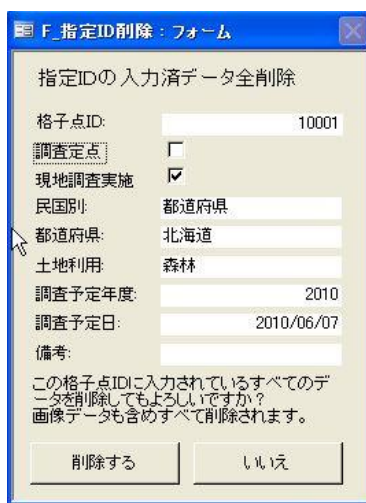 F_指定ID削除 : フォーム
指定IDの入力済データ全削除
格子点ID: 10001
調査定点
現地調査実施
民国別: 都道府県
都道府県: 北海道
土地利用: 森林
調査予定年度: 2010
調査予定日: 2010/06/07
備考:
この格子点IDに入力されているすべてのデ
ータを削除してもよろしいですか？
画像データも含めすべて削除されます。
削除する いいえ